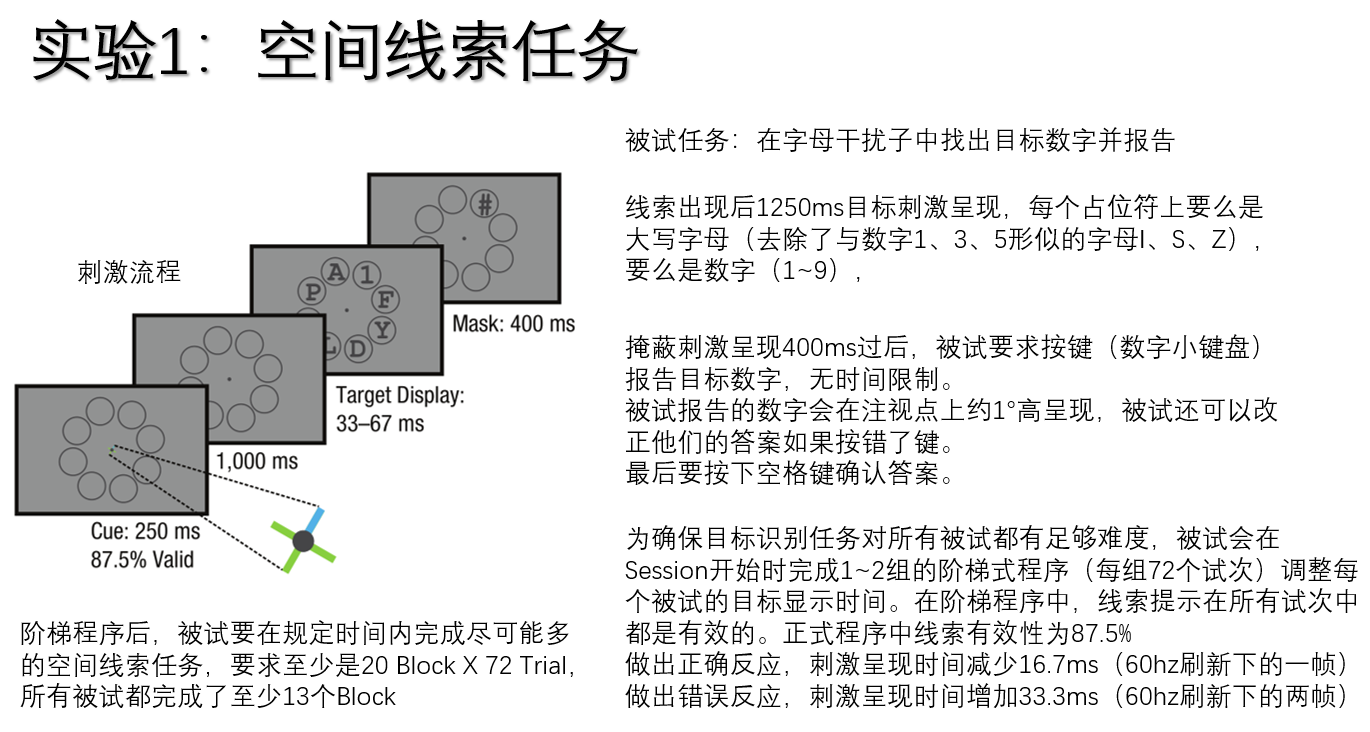 实验1：空间线索任务
刺激流程
#
A 1
P F
Y
L D
Mask: 400 ms
Target Display:
33–67 ms
1,000 ms
Cue: 250 ms
87.5% Valid
阶梯程序后，被试要在规定时间内完成尽可能多
的空间线索任务，要求至少是20 Block X 72 Trial，
所有被试都完成了至少13个Block
被试任务：在字母干扰子中找出目标数字并报告
线索出现后1250ms目标刺激呈现，每个占位符上要么是
大写字母（去除了与数字1、3、5形似的字母I、S、Z），
要么是数字（1~9），
掩蔽刺激呈现400ms过后，被试要求按键（数字小键盘）
报告目标数字，无时间限制。
被试报告的数字会在注视点上约1°高呈现，被试还可以改
正他们的答案如果按错了键。
最后要按下空格键确认答案。
为确保目标识别任务对所有被试都有足够难度，被试会在
Session开始时完成1~2组的阶梯式程序（每组72个试次）调整每
个被试的目标显示时间。在阶梯程序中，线索提示在所有试次中
都是有效的。正式程序中线索有效性为87.5%
做出正确反应，刺激呈现时间减少16.7ms（60hz刷新下的一帧）
做出错误反应，刺激呈现时间增加33.3ms（60hz刷新下的两帧）